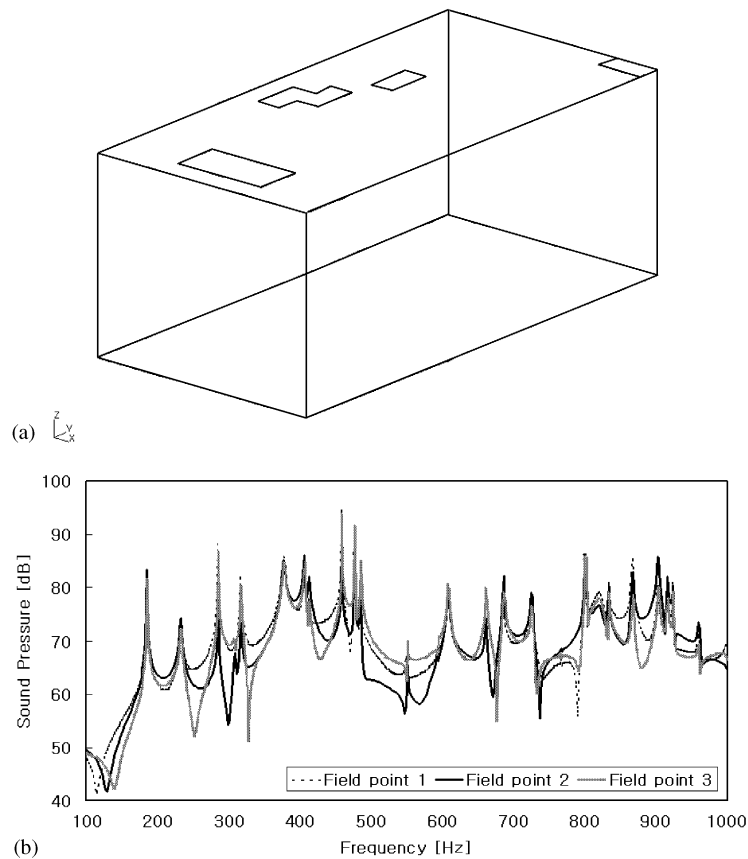 (a)
Z
Y
X
100
90
80
70
60
50
40
Sound Pressure [dB]
Field point 1
Field point 2
Field point 3
100 200 300 400 500 600 700 800 900 1000
Frequency [Hz]
(b)